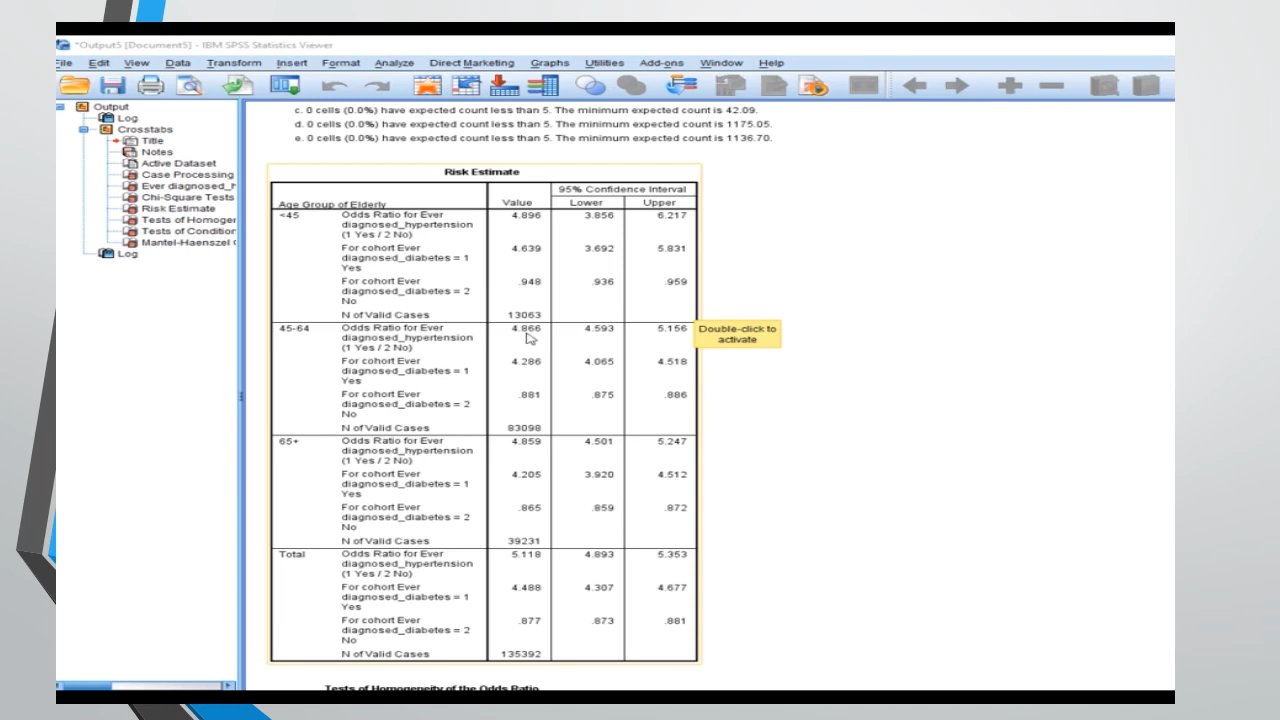 *Output5 [Document5] - IBM SPSS Statistics Viewer
File Edit View Data Transform Insert Format Analyze Direct Marketing Graphs Utilities Add-ons Window Help
Output
Log
Crosstabs
Title
Notes
Active Dataset
Case Processing
Ever diagnosed_h
Chi-Square Tests
Risk Estimate
Tests of Homoger
Tests of Condition
Mantel-Haenszel
Log
c. 0 cells (0.0%) have expected count less than 5. The minimum expected count is 42.09.
d. 0 cells (0.0%) have expected count less than 5. The minimum expected count is 1175.05.
e. 0 cells (0.0%) have expected count less than 5. The minimum expected count is 1136.70.
Risk Estimate
95% Confidence Interval
Age Group of Elderly Value Lower Upper
<45 Odds Ratio for Ever 4.896 3.856 6.217
diagnosed_hypertension
(1 Yes / 2 No)
For cohort Ever 4.639 3.692 5.831
diagnosed_diabetes = 1
Yes
For cohort Ever .948 .936 .959
diagnosed_diabetes = 2
No
N of Valid Cases 13063
45-64 Odds Ratio for Ever 4.866 4.593 5.156
diagnosed_hypertension
(1 Yes / 2 No)
For cohort Ever 4.286 4.065 4.518
diagnosed_diabetes = 1
Yes
For cohort Ever .881 .875 .886
diagnosed_diabetes = 2
No
N of Valid Cases 83098
65+ Odds Ratio for Ever 4.859 4.501 5.247
diagnosed_hypertension
(1 Yes / 2 No)
For cohort Ever 4.205 3.920 4.512
diagnosed_diabetes = 1
Yes
For cohort Ever .865 .859 .872
diagnosed_diabetes = 2
No
N of Valid Cases 39231
Total Odds Ratio for Ever 5.118 4.893 5.353
diagnosed_hypertension
(1 Yes / 2 No)
For cohort Ever 4.488 4.307 4.677
diagnosed_diabetes = 1
Yes
For cohort Ever .877 .873 .881
diagnosed_diabetes = 2
No
N of Valid Cases 135392
Double-click to
activate
Tests of Homogeneity of the Odds Ratio